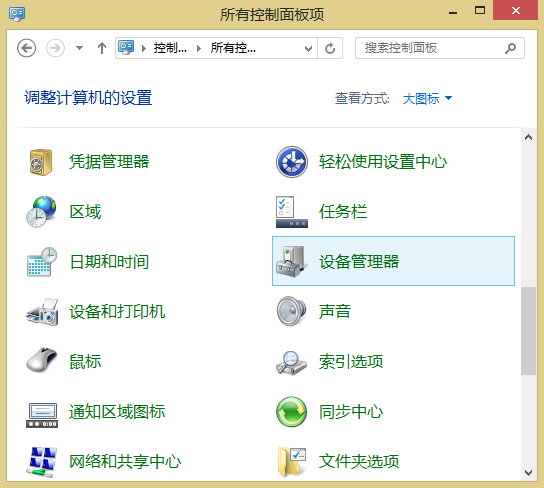 所有控制面板项
控制... 所有控... 搜索控制面板
调整计算机的设置 查看方式: 大图标
凭据管理器 轻松使用设置中心
区域 任务栏
日期和时间 设备管理器
设备和打印机 声音
鼠标 索引选项
通知区域图标 同步中心
网络和共享中心 文件夹选项